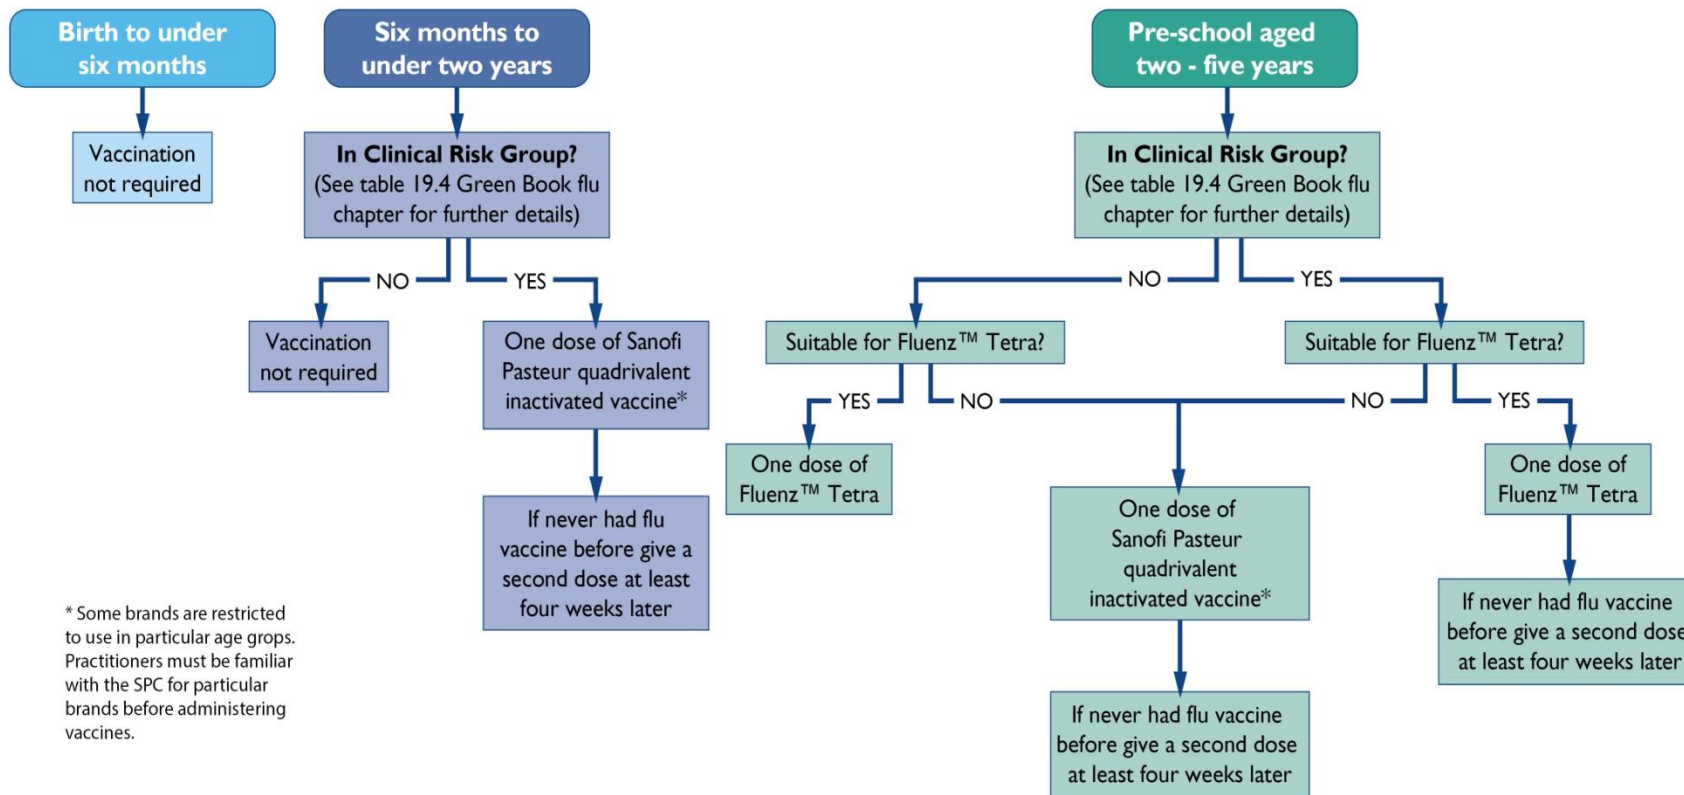 Birth to under
six months
Vaccination
not required
Six months to
under two years
In Clinical Risk Group?
(See table 19.4 Green Book flu
chapter for further details)
NO
YES
Vaccination
not required
One dose of Sanofi
Pasteur quadrivalent
inactivated vaccine*
If never had flu
vaccine before give a
second dose at least
four weeks later
Pre-school aged
two - five years
In Clinical Risk Group?
(See table 19.4 Green Book flu
chapter for further details)
NO
YES
Suitable for Fluenz™ Tetra?
Suitable for Fluenz™ Tetra?
YES
NO
NO
YES
One dose of
Fluenz™ Tetra
One dose of
Sanofi Pasteur
quadrivalent
inactivated vaccine*
If never had flu vaccine
before give a second dose
at least four weeks later
One dose of
Fluenz™ Tetra
If never had flu vaccine
before give a second dose
at least four weeks later
* Some brands are restricted
to use in particular age grops.
Practitioners must be familiar
with the SPC for particular
brands before administering
vaccines.